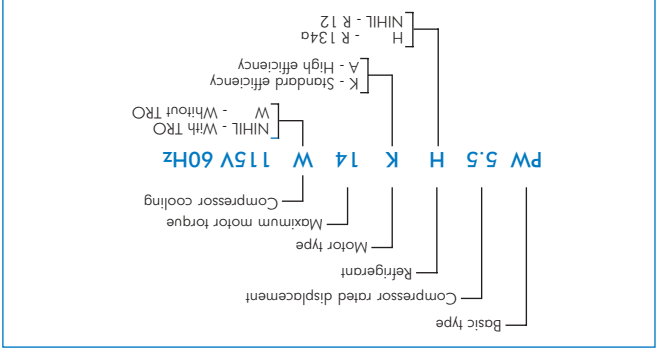 Basic type
Compressor rated displacement
Refrigerant
Motor type
Maximum motor torque
Compressor cooling
PW 5.5 H K 14 W 115V 60Hz
NIHIL - With TRO
W - Whitout TRO
K - Standard efficiency
A - High efficiency
H - R 134a
NIHIL - R 12